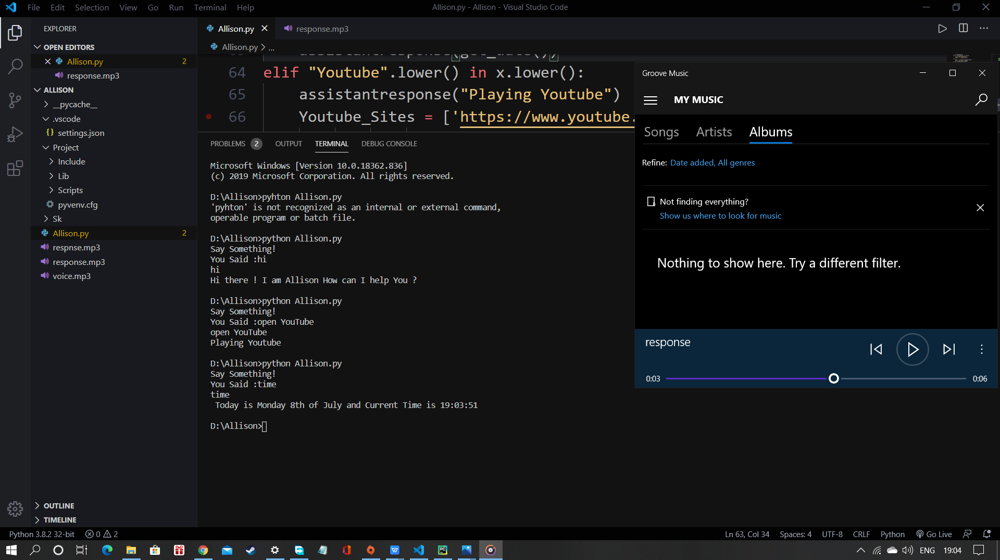 File Edit Selection View Go Run Terminal Help
Allison.py - Allison - Visual Studio Code
EXPLORER
OPEN EDITORS
Allison.py 2
response.mp3
ALLISON
__pycache__
.vscode
{} settings.json
Project
Include
Lib
Scripts
pyvenv.cfg
Sk
Allison.py 2
respnse.mp3
response.mp3
voice.mp3
OUTLINE
TIMELINE
Allison.py
response.mp3
Allison.py > ...
assistantresponse(get_date())
64 elif "Youtube".lower() in x.lower():
65 assistantresponse("Playing Youtube")
66 Youtube_Sites = ['https://www.youtube.
PROBLEMS 2 OUTPUT TERMINAL DEBUG CONSOLE
Microsoft Windows [Version 10.0.18362.836]
(c) 2019 Microsoft Corporation. All rights reserved.
D:\Allison>pyhton Allison.py
'pyhton' is not recognized as an internal or external command,
operable program or batch file.
D:\Allison>python Allison.py
Say Something!
You Said :hi
hi
Hi there ! I am Allison How can I help You ?
D:\Allison>python Allison.py
Say Something!
You Said :open YouTube
open YouTube
Playing Youtube
D:\Allison>python Allison.py
Say Something!
You Said :time
time
Today is Monday 8th of July and Current Time is 19:03:51
D:\Allison>
Groove Music
MY MUSIC
Songs Artists Albums
Refine: Date added, All genres
Not finding everything?
Show us where to look for music
Nothing to show here. Try a different filter.
response
0:03 0:06
Python 3.8.2 32-bit 0 2
Ln 63, Col 34 Spaces: 4 UTF-8 CRLF Python Go Live
ENG 19:04